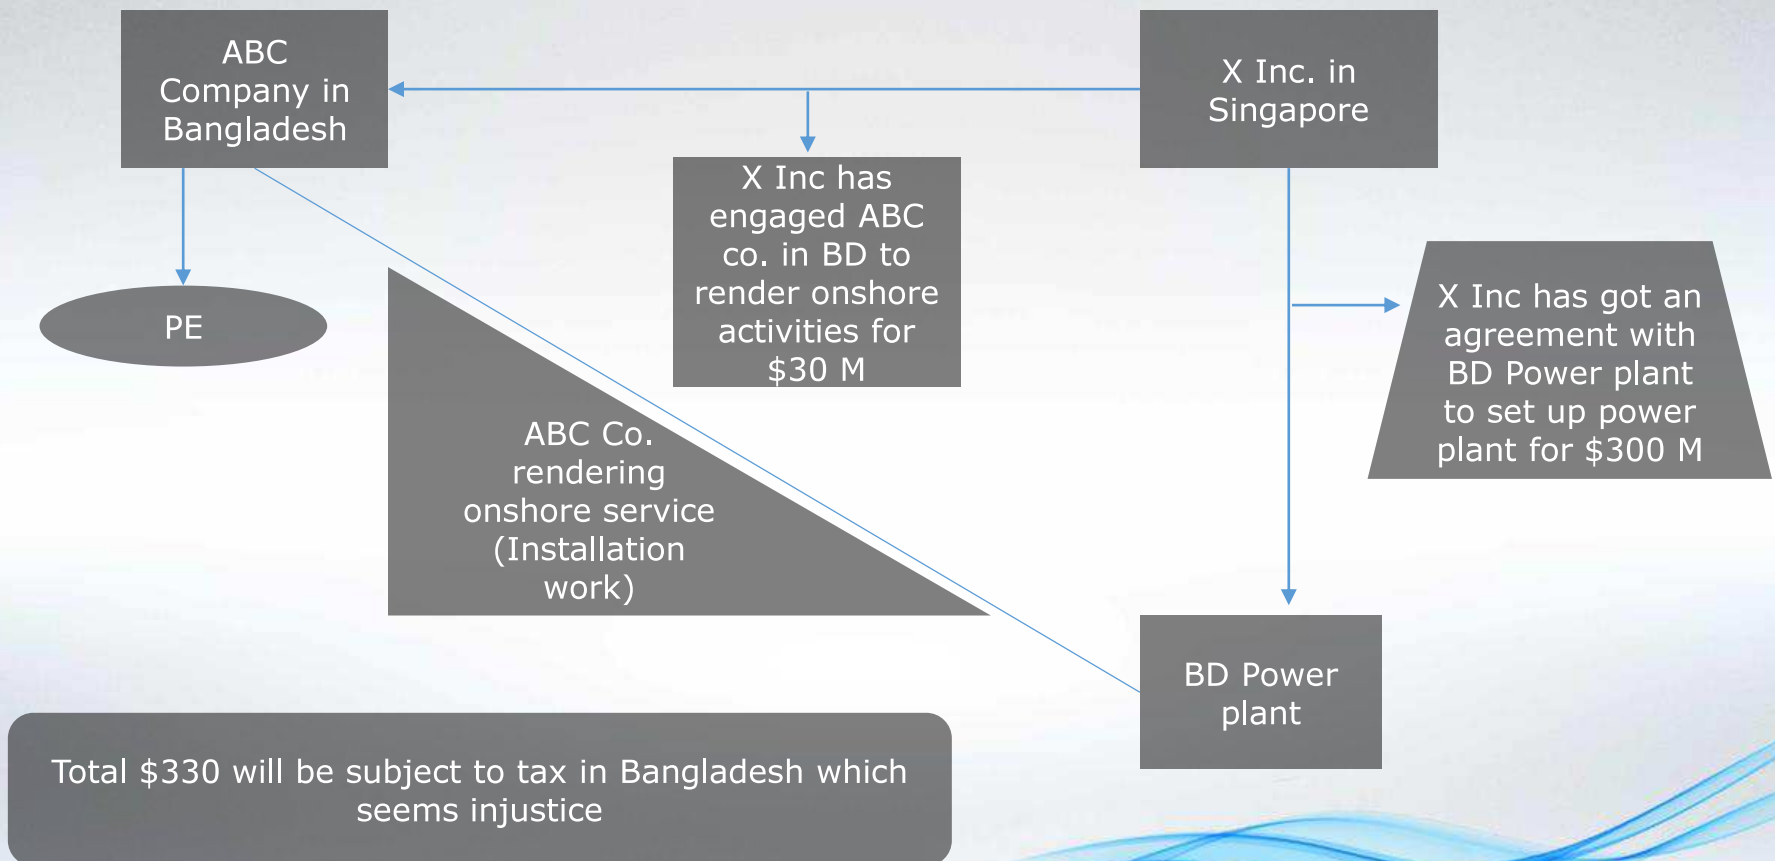 ABC
Company in
Bangladesh
X Inc. in
Singapore
X Inc has
engaged ABC
co. in BD to
render onshore
activities for
$30 M
X Inc has got an
agreement with
BD Power plant
to set up power
plant for $300 M
PE
ABC Co.
rendering
onshore service
(Installation
work)
BD Power
plant
Total $330 will be subject to tax in Bangladesh which
seems injustice